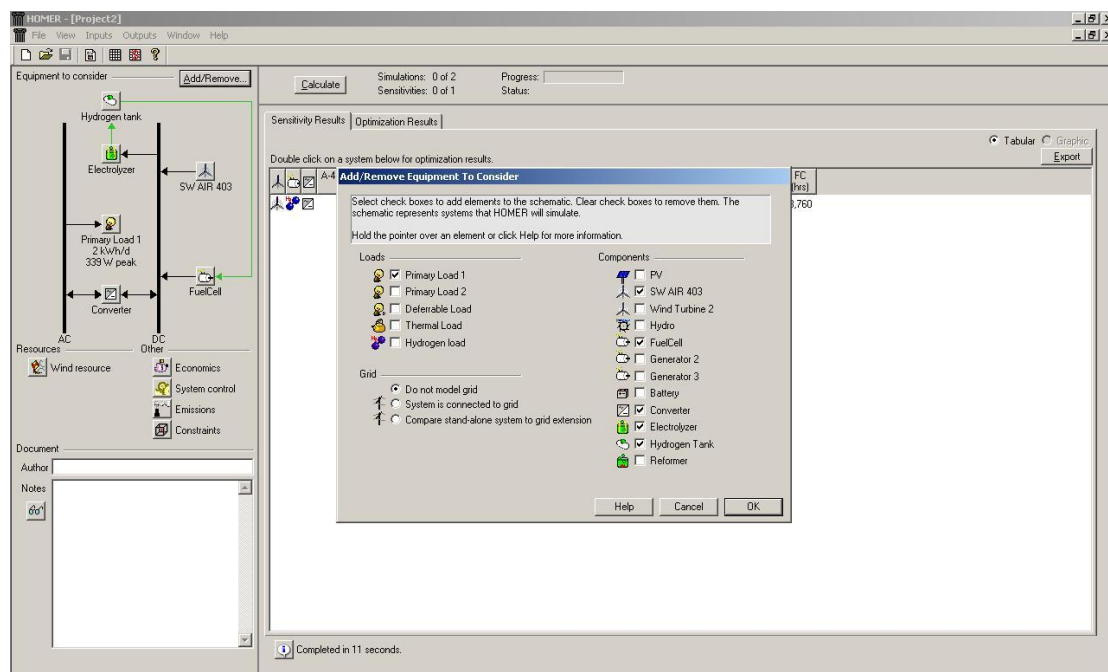 HOMER - [Project2]
File View Inputs Outputs Window Help
Equipment to consider
Add/Remove...
Hydrogen tank
Electrolyzer
SW AIR 403
Primary Load 1
2 kWh/d
339 W peak
FuelCell
Converter
AC
DC
Resources
Other
Wind resource
Economics
System control
Emissions
Constraints
Document
Author
Notes
Calculate
Simulations: 0 of 2
Progress:
Sensitivities: 0 of 1
Status:
Sensitivity Results
Optimization Results
Double click on a system below for optimization results.
Tabular
Graphic
Export
A-4
FC
(hrs)
Add/Remove Equipment To Consider
Select check boxes to add elements to the schematic. Clear check boxes to remove them. The
schematic represents systems that HOMER will simulate.
Hold the pointer over an element or click Help for more information.
Loads
Primary Load 1
Primary Load 2
Deferrable Load
Thermal Load
Hydrogen load
Grid
Do not model grid
System is connected to grid
Compare stand-alone system to grid extension
Components
PV
SW AIR 403
Wind Turbine 2
Hydro
FuelCell
Generator 2
Generator 3
Battery
Converter
Electrolyzer
Hydrogen Tank
Reformer
Help
Cancel
OK
Completed in 11 seconds.